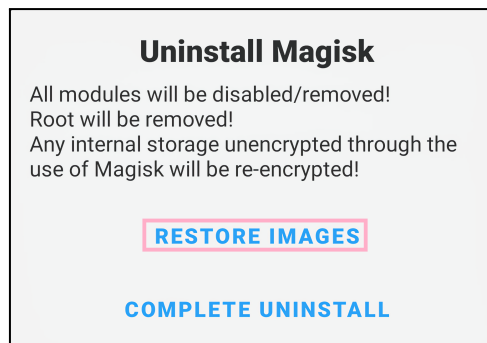 Uninstall Magisk
All modules will be disabled/removed!
Root will be removed!
Any internal storage unencrypted through the
use of Magisk will be re-encrypted!
RESTORE IMAGES
COMPLETE UNINSTALL